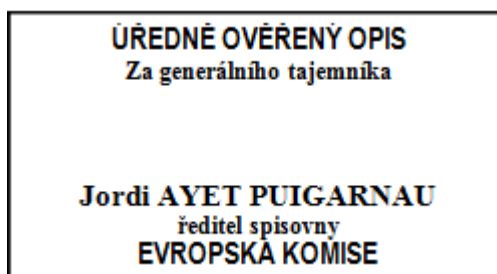 ÚŘEDNĚ OVĚŘENÝ OPIS
Za generálního tajemníka
Jordi AYET PUIGARNAU
ředitel spisovny
EVROPSKÁ KOMISE